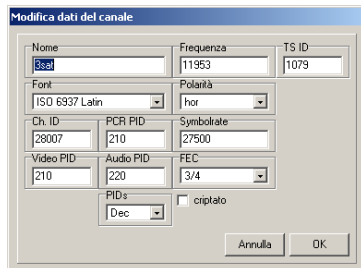 Modifica dati del canale
Nome Frequenza TS ID
3sat 11953 1079
Font Polarità
ISO 6937 Latin hor
Ch. ID PCR PID Symbolrate
28007 210 27500
Video PID Audio PID FEC
210 220 3/4
PIDs
Dec criptato
Annulla OK